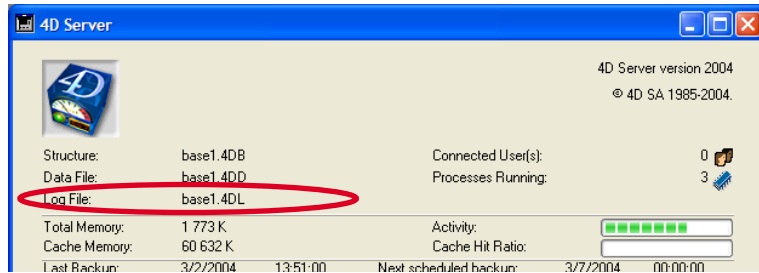 4D Server
4D Server version 2004
© 4D SA 1985-2004.
4D
Structure: base1.4DB Connected User(s): 0
Data File: base1.4DD Processes Running: 3
Log File: base1.4DL
Total Memory: 1 773 K Activity:
Cache Memory: 60 632 K Cache Hit Ratio:
Last Backup: 3/2/2004 13:51:00 Next scheduled backup: 3/7/2004 00:00:00